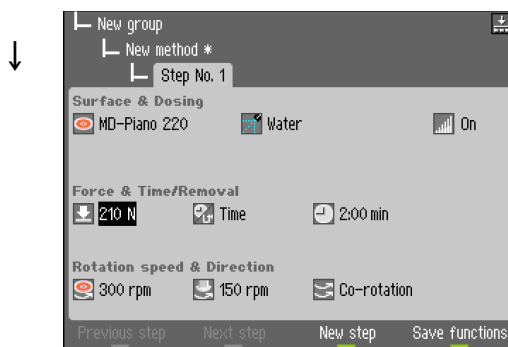 New group
New method *
Step No. 1
Surface & Dosing
MD-Piano 220 Water On
Force & Time/Removal
210 N Time 2:00 min
Rotation speed & Direction
300 rpm 150 rpm Co-rotation
Previous step Next step New step Save functions